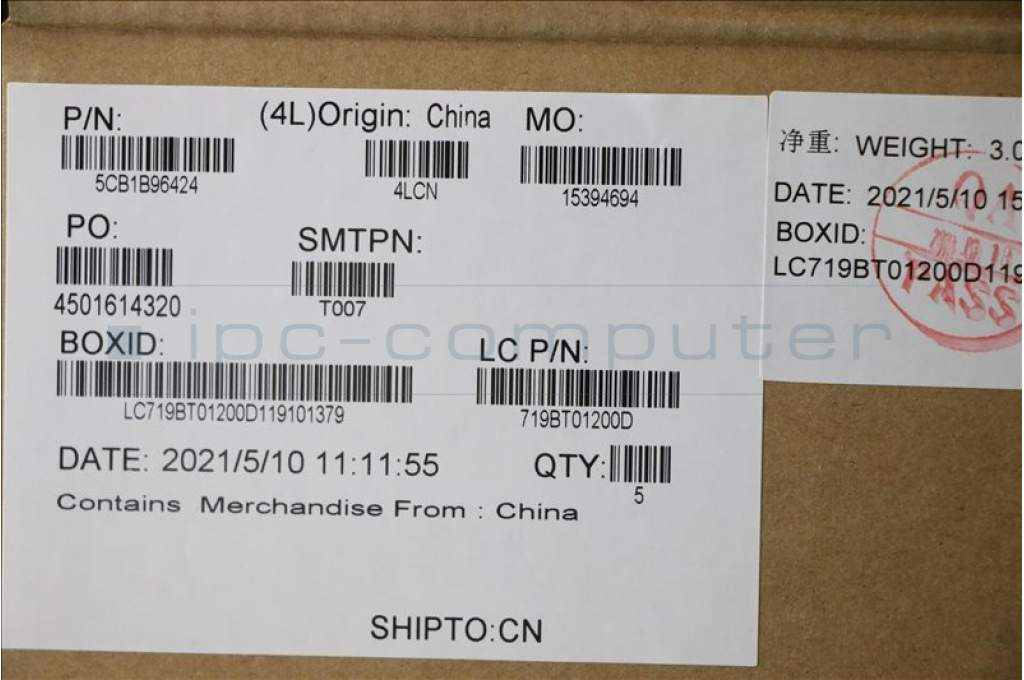 P/N: (4L)Origin: China MO:
5CB1B96424 4LCN 15394694
PO: SMTPN:
4501614320 T007
BOXID: LC P/N:
LC719BT01200D119101379 719BT01200D
DATE: 2021/5/10 11:11:55 QTY:
5
Contains Merchandise From : China
SHIPTO:CN
净重: WEIGHT: 3.0
DATE: 2021/5/10 15
BOXID:
LC719BT01200D119
PASS
ipc-computer